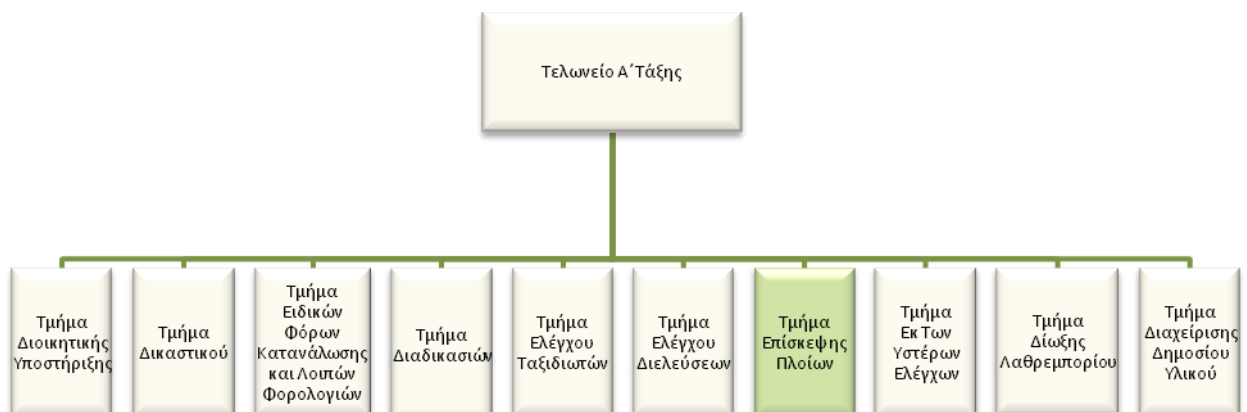 Τελωνείο Α΄Τάξης
Τμήμα
Διοικητικής
Υποστήριξης
Τμήμα
Δικαστικού
Τμήμα
Ειδικών
Φόρων
Κατανάλωσης
και Λοιπών
Φορολογιών
Τμήμα
Διαδικασιών
Τμήμα
Ελέγχου
Ταξιδιωτών
Τμήμα
Ελέγχου
Διελεύσεων
Τμήμα
Επίσκεψης
Πλοίων
Τμήμα
Εκ Των
Υστέρων
Ελέγχων
Τμήμα
Δίωξης
Λαθρεμπορίου
Τμήμα
Διαχείρισης
Δημοσίου
Υλικού